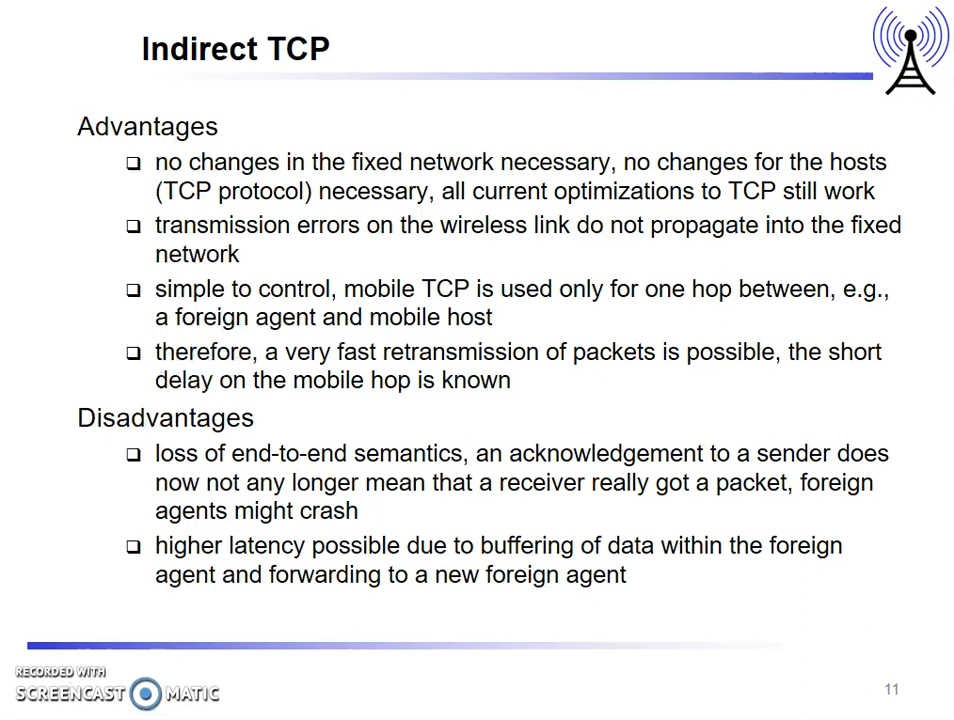 Indirect TCP
Advantages
no changes in the fixed network necessary, no changes for the hosts
(TCP protocol) necessary, all current optimizations to TCP still work
transmission errors on the wireless link do not propagate into the fixed
network
simple to control, mobile TCP is used only for one hop between, e.g.,
a foreign agent and mobile host
therefore, a very fast retransmission of packets is possible, the short
delay on the mobile hop is known
Disadvantages
loss of end-to-end semantics, an acknowledgement to a sender does
now not any longer mean that a receiver really got a packet, foreign
agents might crash
higher latency possible due to buffering of data within the foreign
agent and forwarding to a new foreign agent
RECORDED WITH
SCREENCAST MATIC
11